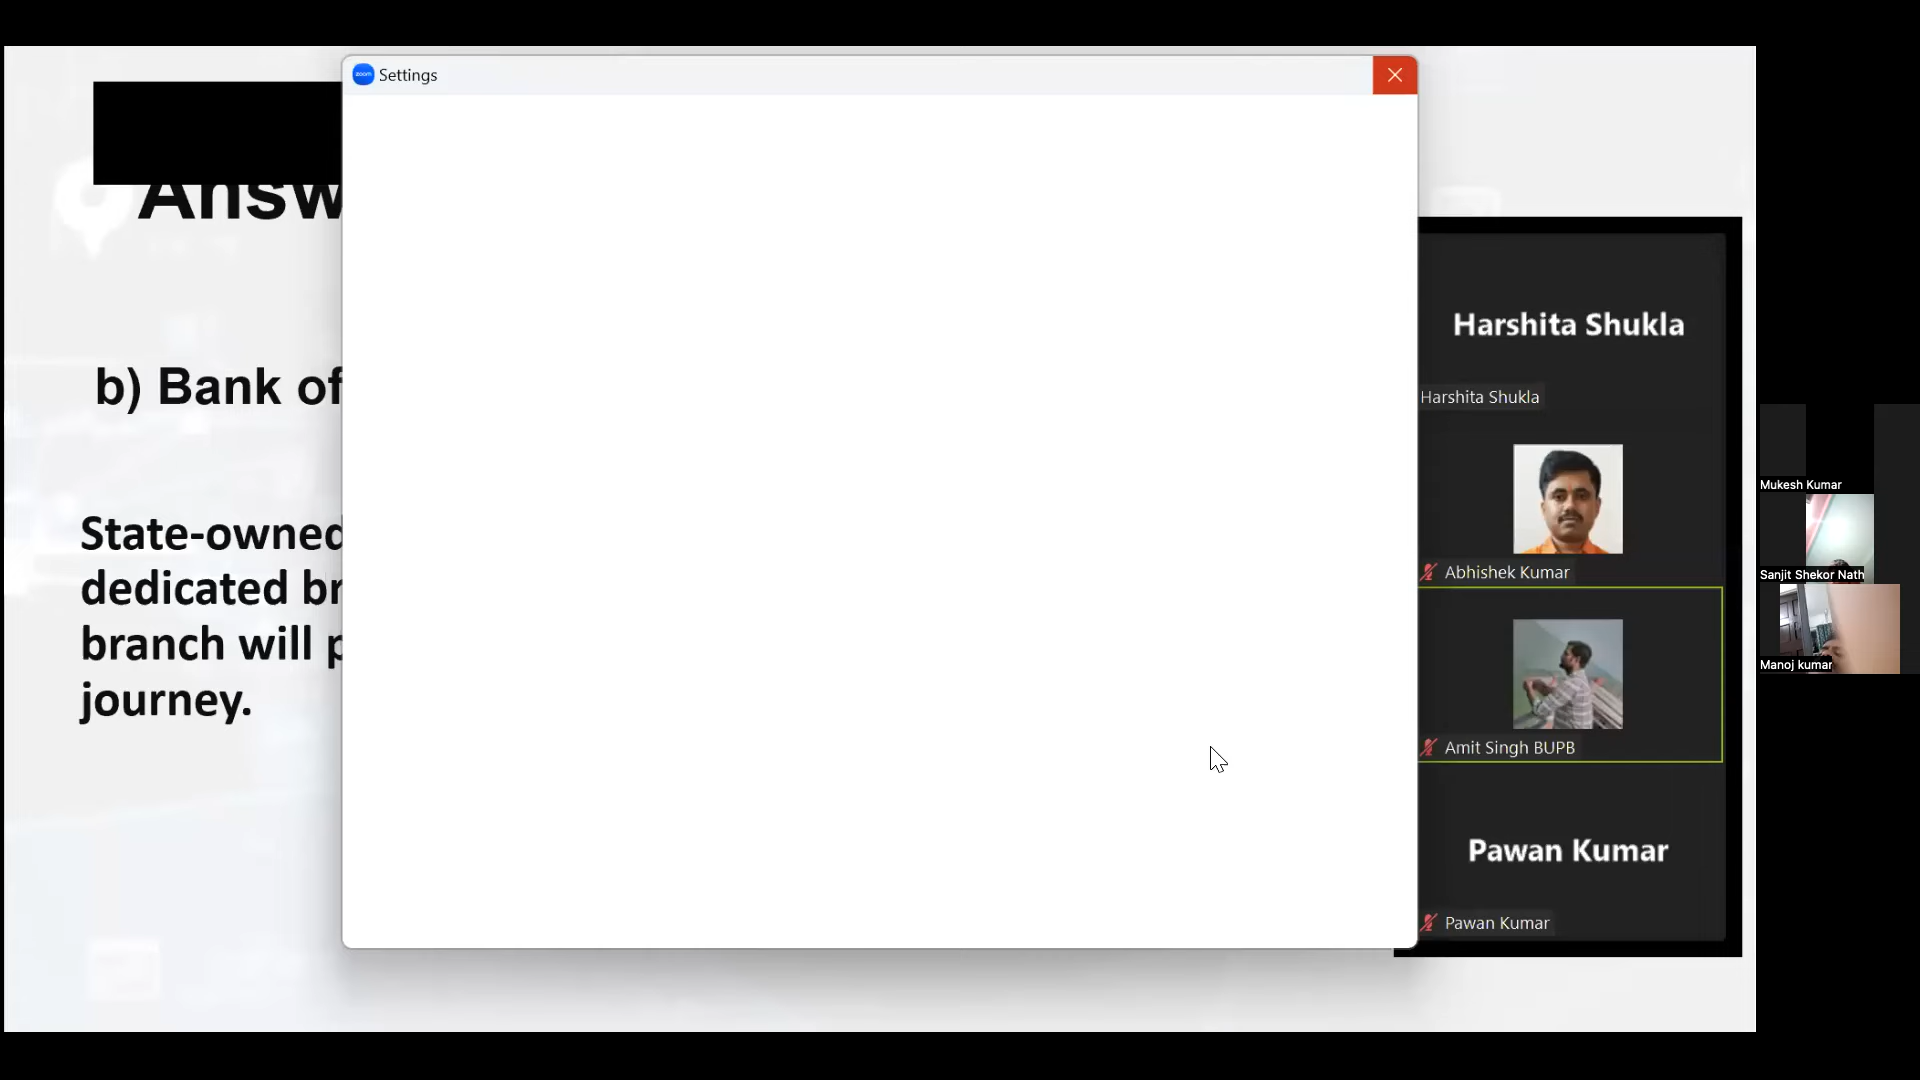 zoom Settings
Answ
b) Bank of
State-owned
dedicated br
branch will p
journey.
Harshita Shukla
Harshita Shukla
Abhishek Kumar
Amit Singh BUPB
Pawan Kumar
Pawan Kumar
Mukesh Kumar
Sanjit Shekor Nath
Manoj kumar